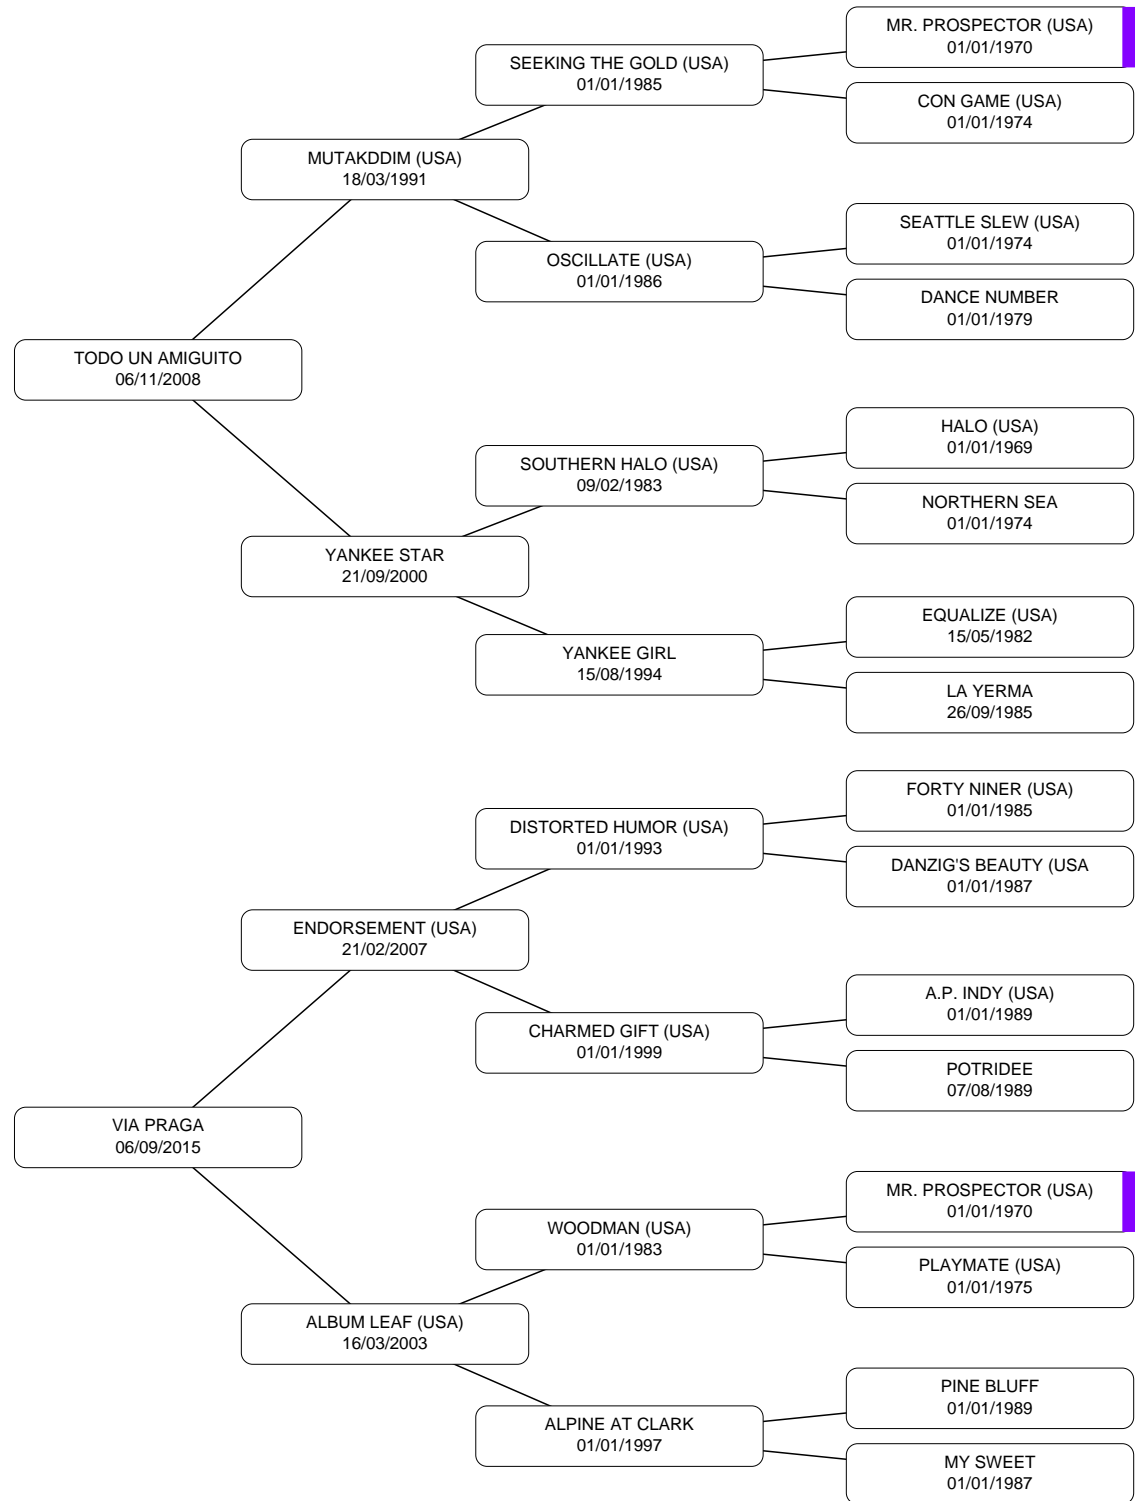 MR. PROSPECTOR (USA)
01/01/1970
SEEKING THE GOLD (USA)
01/01/1985
CON GAME (USA)
01/01/1974
MUTAKDDIM (USA)
18/03/1991
SEATTLE SLEW (USA)
01/01/1974
OSCILLATE (USA)
01/01/1986
DANCE NUMBER
01/01/1979
TODO UN AMIGUITO
06/11/2008
HALO (USA)
01/01/1969
SOUTHERN HALO (USA)
09/02/1983
NORTHERN SEA
01/01/1974
YANKEE STAR
21/09/2000
EQUALIZE (USA)
15/05/1982
YANKEE GIRL
15/08/1994
LA YERMA
26/09/1985
FORTY NINER (USA)
01/01/1985
DISTORTED HUMOR (USA)
01/01/1993
DANZIG'S BEAUTY (USA
01/01/1987
ENDORSEMENT (USA)
21/02/2007
A.P. INDY (USA)
01/01/1989
CHARMED GIFT (USA)
01/01/1999
POTRIDEE
07/08/1989
VIA PRAGA
06/09/2015
MR. PROSPECTOR (USA)
01/01/1970
WOODMAN (USA)
01/01/1983
PLAYMATE (USA)
01/01/1975
ALBUM LEAF (USA)
16/03/2003
PINE BLUFF
01/01/1989
ALPINE AT CLARK
01/01/1997
MY SWEET
01/01/1987